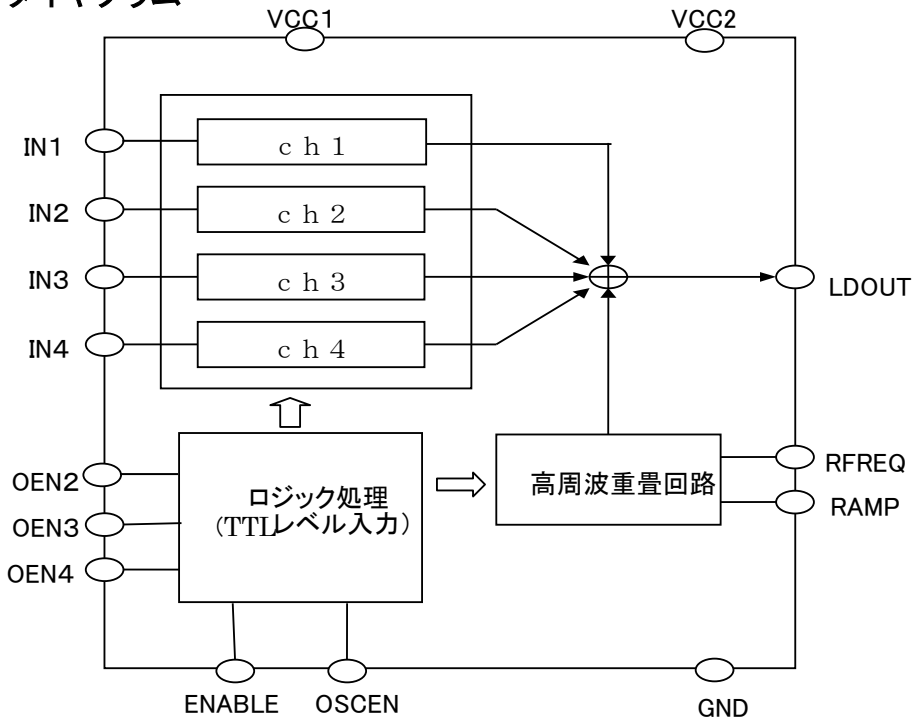 VCC1
VCC2
IN1
ch1
IN2
ch2
IN3
ch3
LDOUT
IN4
ch4
OEN2
OEN3
OEN4
ロジック処理
(TTLレベル入力)
高周波重畳回路
RFREQ
RAMP
ENABLE
OSCEN
GND